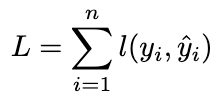 L = \sum_{i=1}^{n} l(y_i, \hat{y}_i)